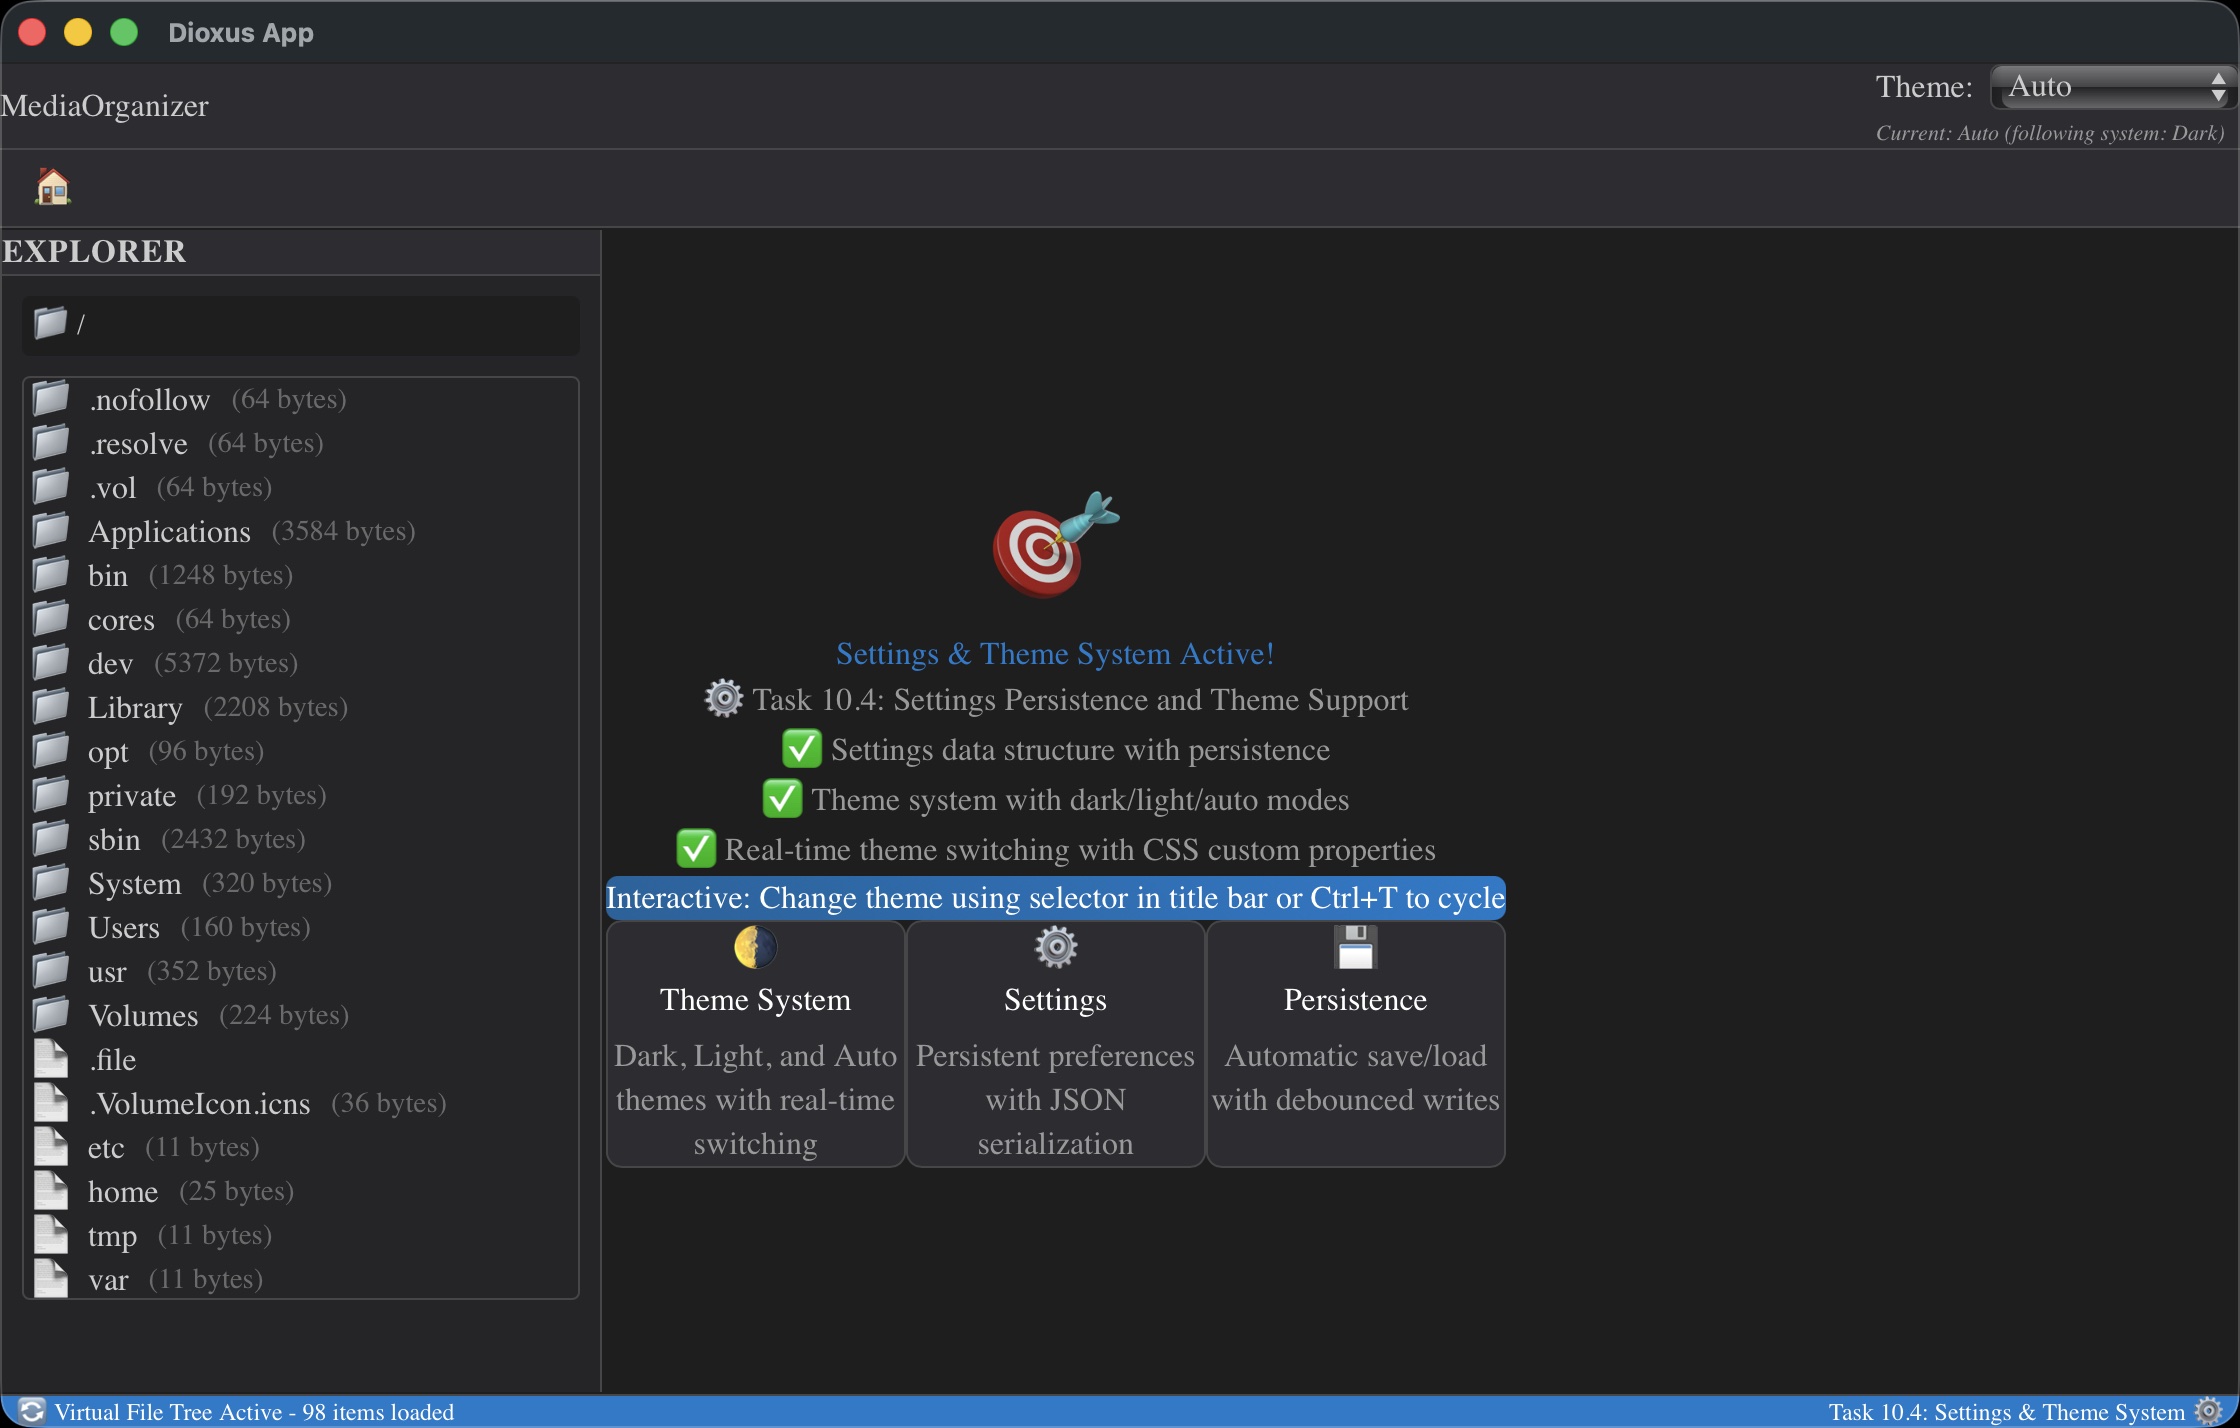 Dioxus App
MediaOrganizer
Theme: Auto
Current: Auto (following system: Dark)
EXPLORER
/
.nofollow (64 bytes)
.resolve (64 bytes)
.vol (64 bytes)
Applications (3584 bytes)
bin (1248 bytes)
cores (64 bytes)
dev (5372 bytes)
Library (2208 bytes)
opt (96 bytes)
private (192 bytes)
sbin (2432 bytes)
System (320 bytes)
Users (160 bytes)
usr (352 bytes)
Volumes (224 bytes)
.file
.VolumeIcon.icns (36 bytes)
etc (11 bytes)
home (25 bytes)
tmp (11 bytes)
var (11 bytes)
Settings & Theme System Active!
Task 10.4: Settings Persistence and Theme Support
Settings data structure with persistence
Theme system with dark/light/auto modes
Real-time theme switching with CSS custom properties
Interactive: Change theme using selector in title bar or Ctrl+T to cycle
Theme System
Dark, Light, and Auto
themes with real-time
switching
Settings
Persistent preferences
with JSON
serialization
Persistence
Automatic save/load
with debounced writes
Virtual File Tree Active - 98 items loaded
Task 10.4: Settings & Theme System